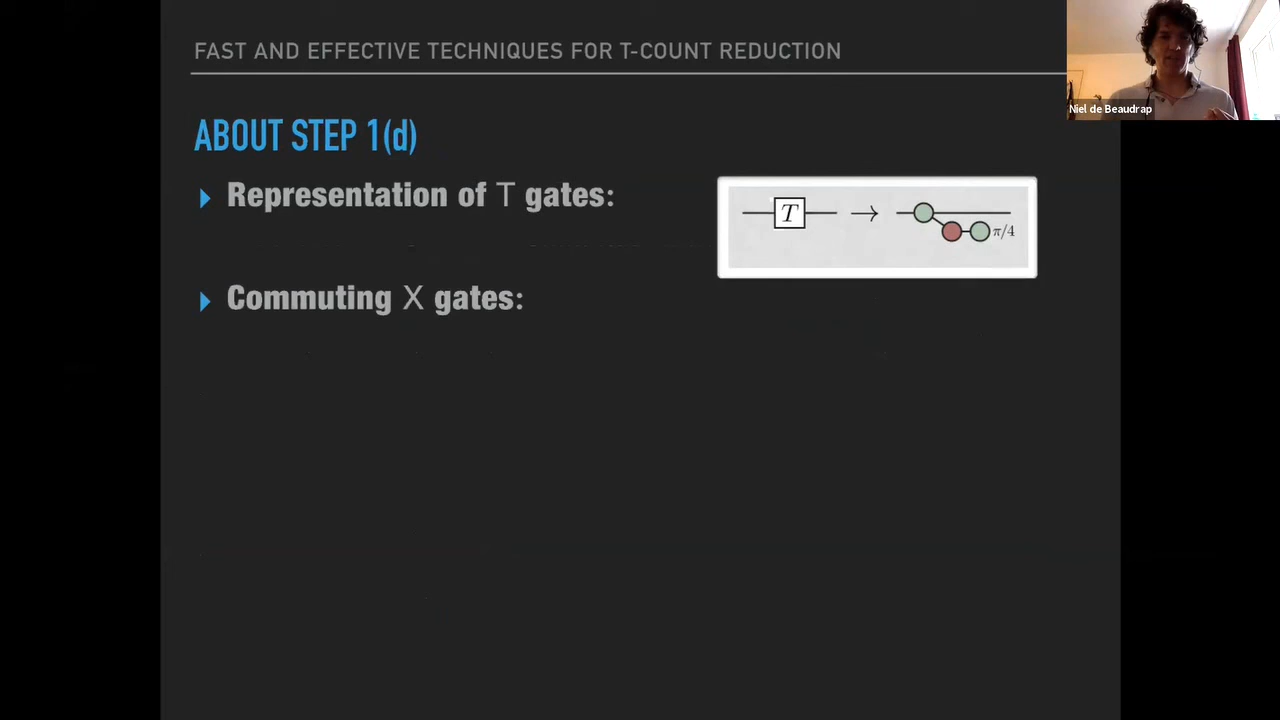 FAST AND EFFECTIVE TECHNIQUES FOR T-COUNT REDUCTION
Niel de Beaudrap
ABOUT STEP 1(d)
Representation of T gates:
T → π/4
Commuting X gates: